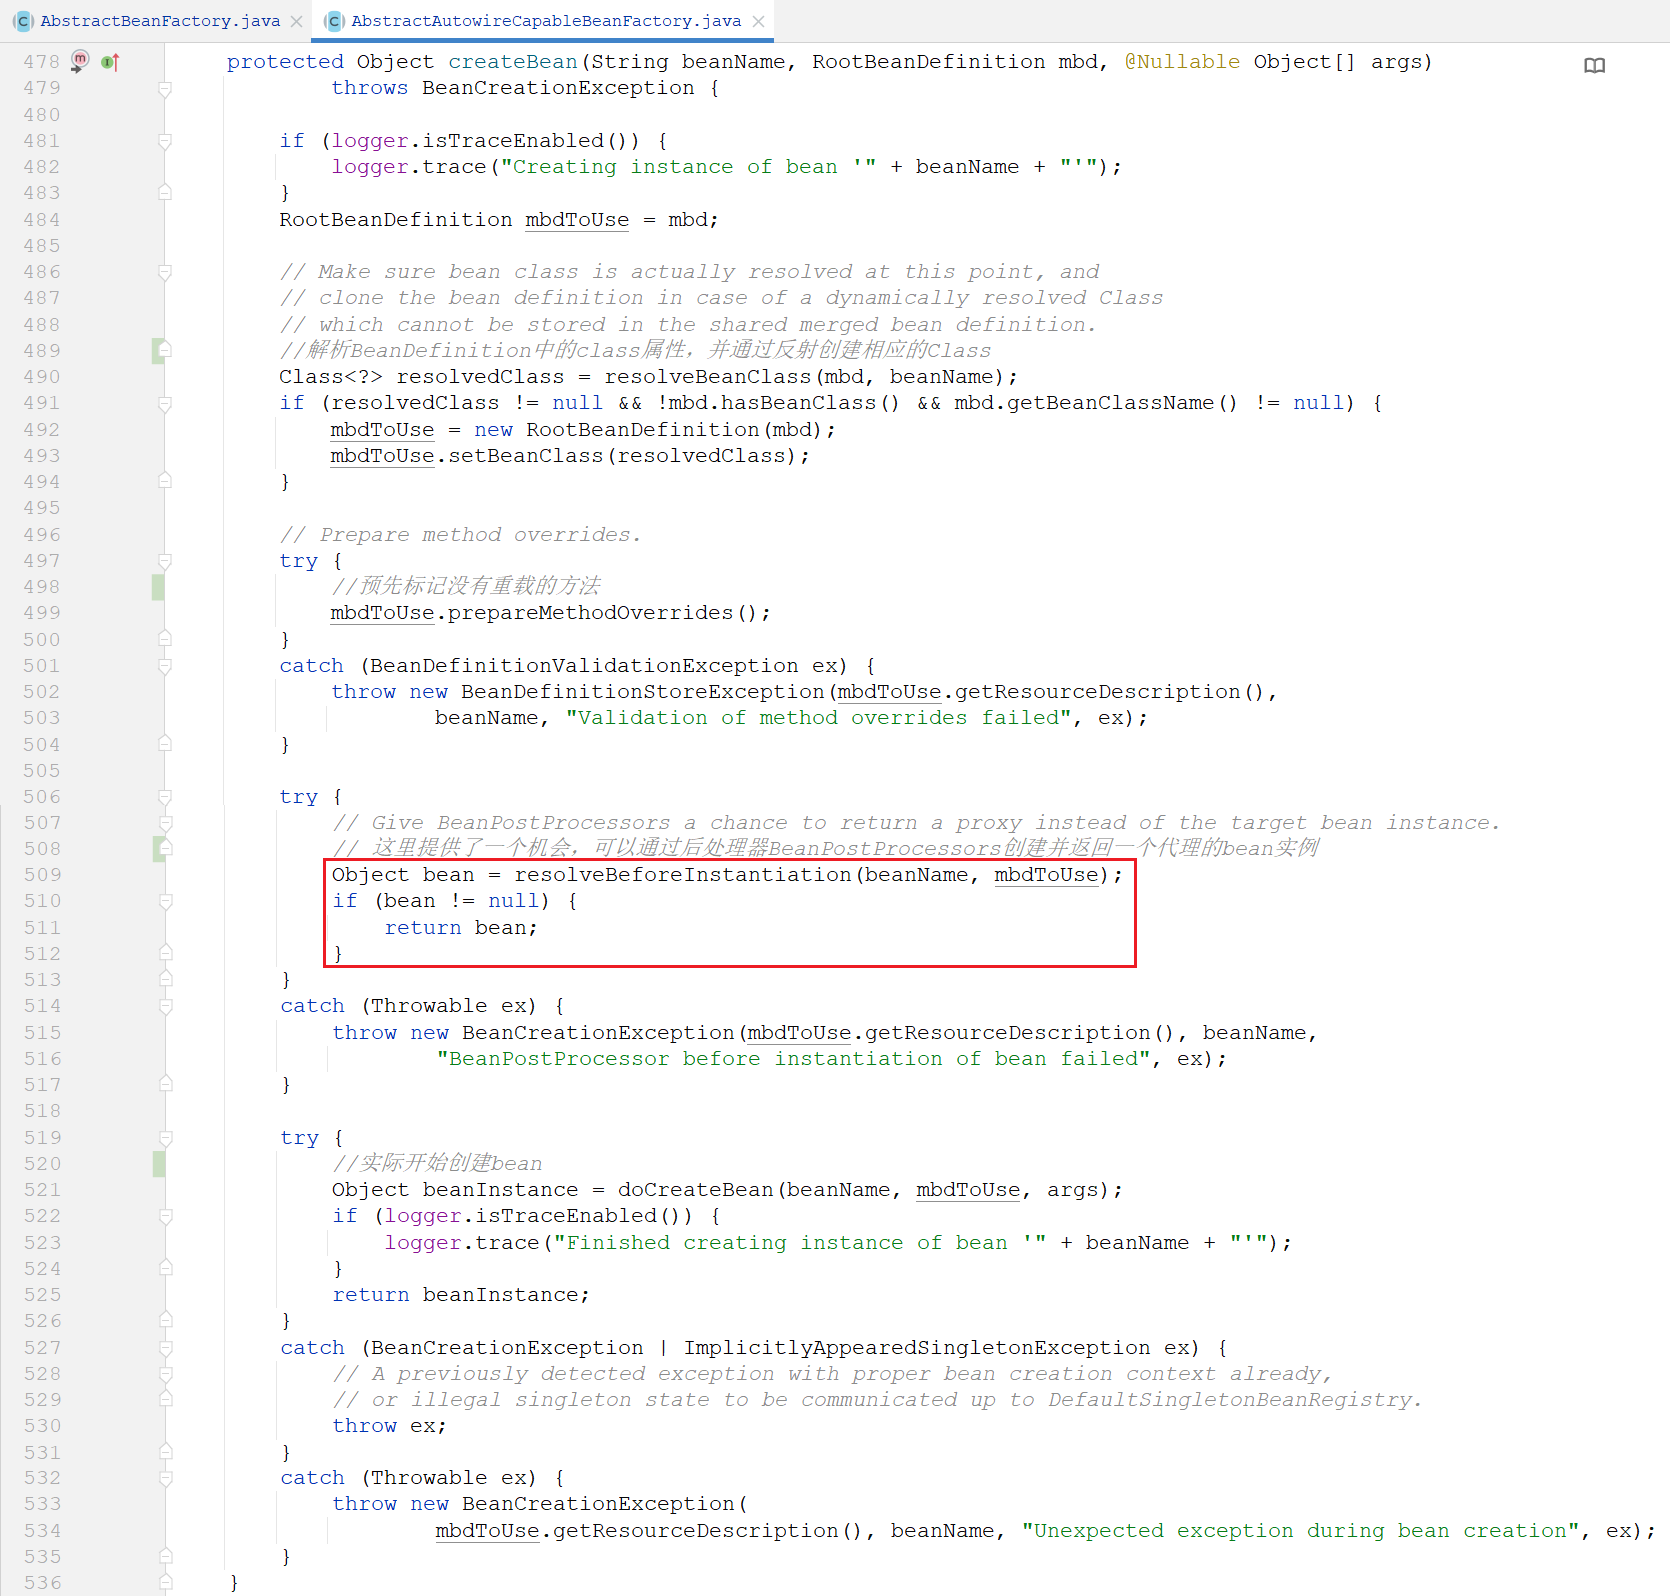 AbstractBeanFactory.java AbstractAutowireCapableBeanFactory.java
478 protected Object createBean(String beanName, RootBeanDefinition mbd, @Nullable Object[] args)
479 throws BeanCreationException {
480
481 if (logger.isTraceEnabled()) {
482 logger.trace("Creating instance of bean '" + beanName + "'");
483 }
484 RootBeanDefinition mbdToUse = mbd;
485
486 // Make sure bean class is actually resolved at this point, and
487 // clone the bean definition in case of a dynamically resolved Class
488 // which cannot be stored in the shared merged bean definition.
489 //解析BeanDefinition中的class属性，并通过反射创建相应的Class
490 Class<?> resolvedClass = resolveBeanClass(mbd, beanName);
491 if (resolvedClass != null && !mbd.hasBeanClass() && mbd.getBeanClassName() != null) {
492 mbdToUse = new RootBeanDefinition(mbd);
493 mbdToUse.setBeanClass(resolvedClass);
494 }
495
496 // Prepare method overrides.
497 try {
498 //预先标记没有重载的方法
499 mbdToUse.prepareMethodOverrides();
500 }
501 catch (BeanDefinitionValidationException ex) {
502 throw new BeanDefinitionStoreException(mbdToUse.getResourceDescription(),
503 beanName, "Validation of method overrides failed", ex);
504 }
505
506 try {
507 // Give BeanPostProcessors a chance to return a proxy instead of the target bean instance.
508 // 这里提供了一个机会，可以通过后处理器BeanPostProcessors创建并返回一个代理的bean实例
509 Object bean = resolveBeforeInstantiation(beanName, mbdToUse);
510 if (bean != null) {
511 return bean;
512 }
513 }
514 catch (Throwable ex) {
515 throw new BeanCreationException(mbdToUse.getResourceDescription(), beanName,
516 "BeanPostProcessor before instantiation of bean failed", ex);
517 }
518
519 try {
520 //实际开始创建bean
521 Object beanInstance = doCreateBean(beanName, mbdToUse, args);
522 if (logger.isTraceEnabled()) {
523 logger.trace("Finished creating instance of bean '" + beanName + "'");
524 }
525 return beanInstance;
526 }
527 catch (BeanCreationException | ImplicitlyAppearedSingletonException ex) {
528 // A previously detected exception with proper bean creation context already,
529 // or illegal singleton state to be communicated up to DefaultSingletonBeanRegistry.
530 throw ex;
531 }
532 catch (Throwable ex) {
533 throw new BeanCreationException(
534 mbdToUse.getResourceDescription(), beanName, "Unexpected exception during bean creation", ex);
535 }
536 }